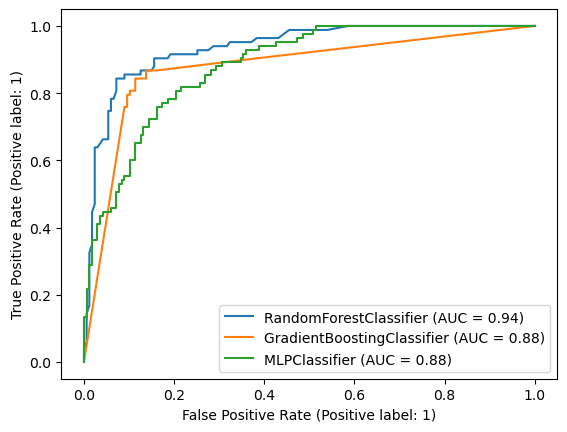 1.0
0.8
0.6
0.4
0.2
0.0
True Positive Rate (Positive label: 1)
RandomForestClassifier (AUC = 0.94)
GradientBoostingClassifier (AUC = 0.88)
MLPClassifier (AUC = 0.88)
0.0 0.2 0.4 0.6 0.8 1.0
False Positive Rate (Positive label: 1)